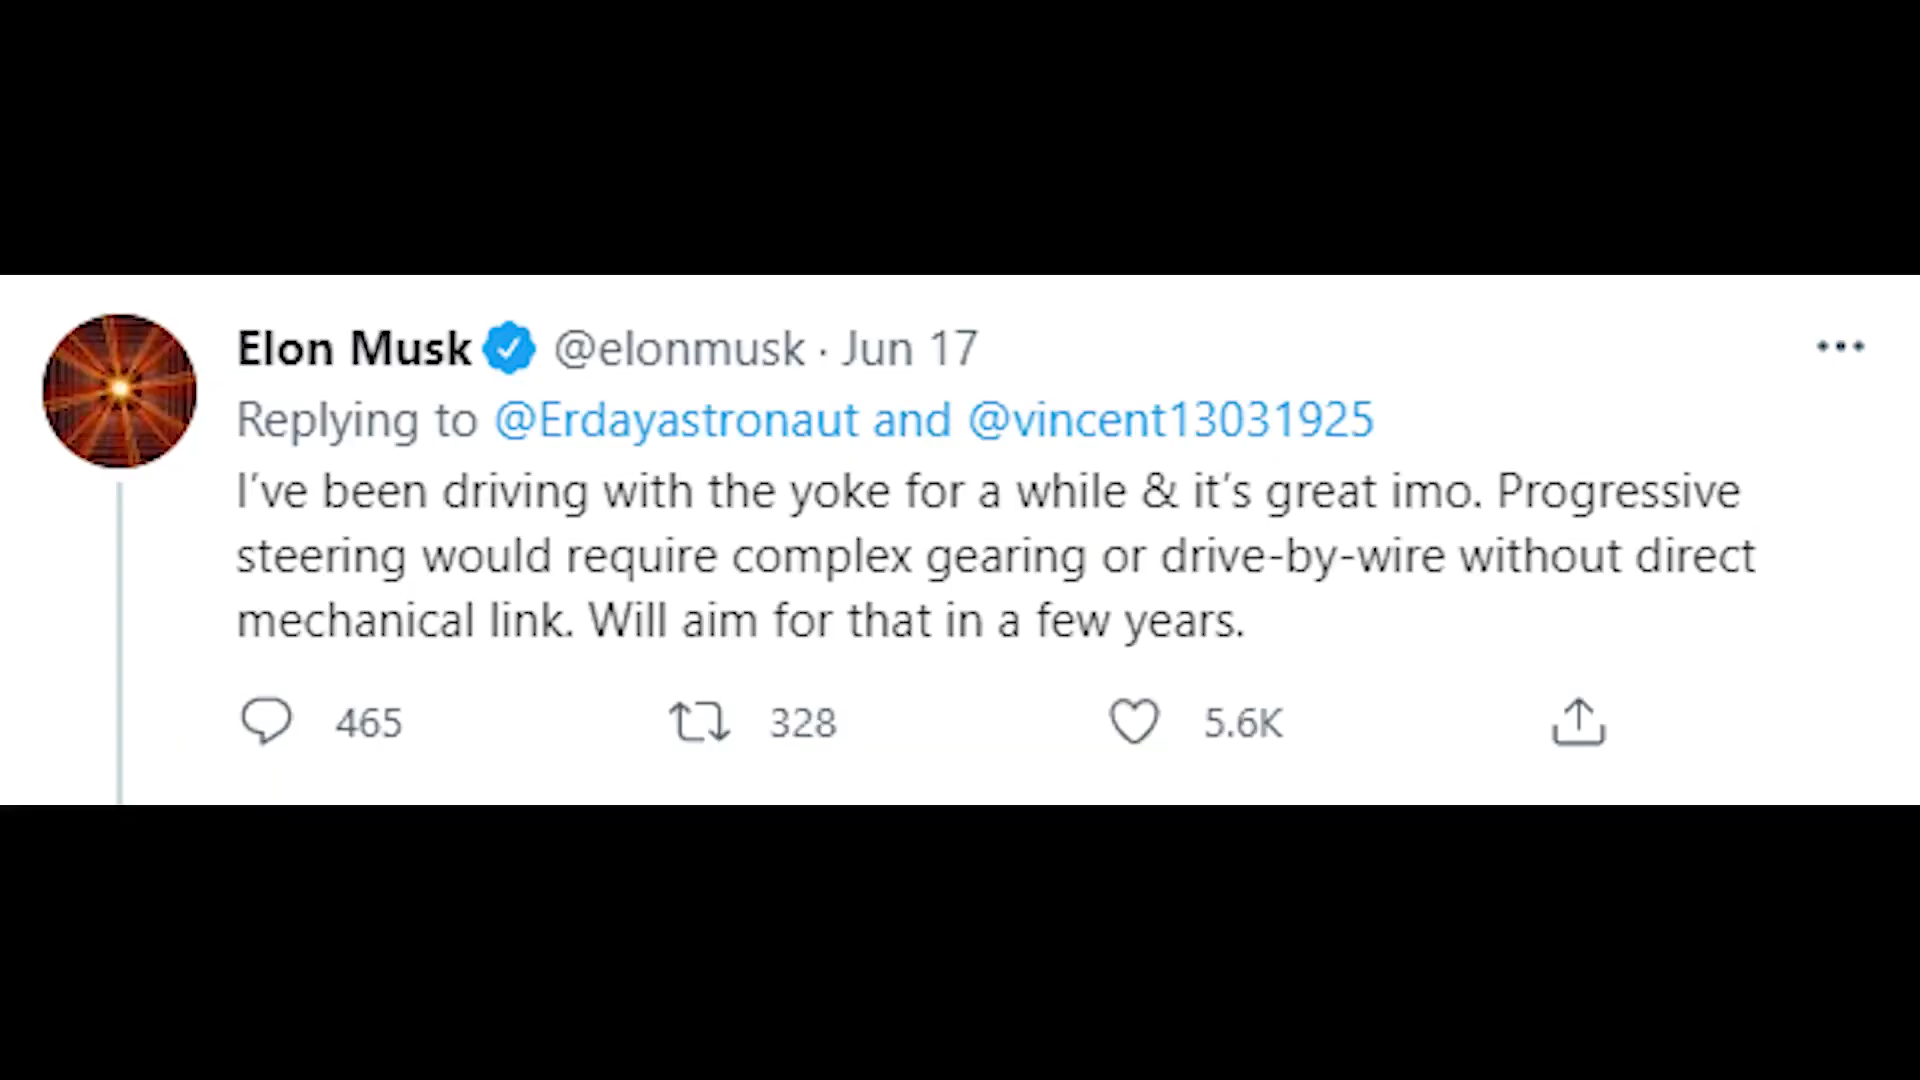 Elon Musk @elonmusk · Jun 17
Replying to @Erdayastronaut and @vincent13031925
I've been driving with the yoke for a while & it's great imo. Progressive
steering would require complex gearing or drive-by-wire without direct
mechanical link. Will aim for that in a few years.
465 328 5.6K